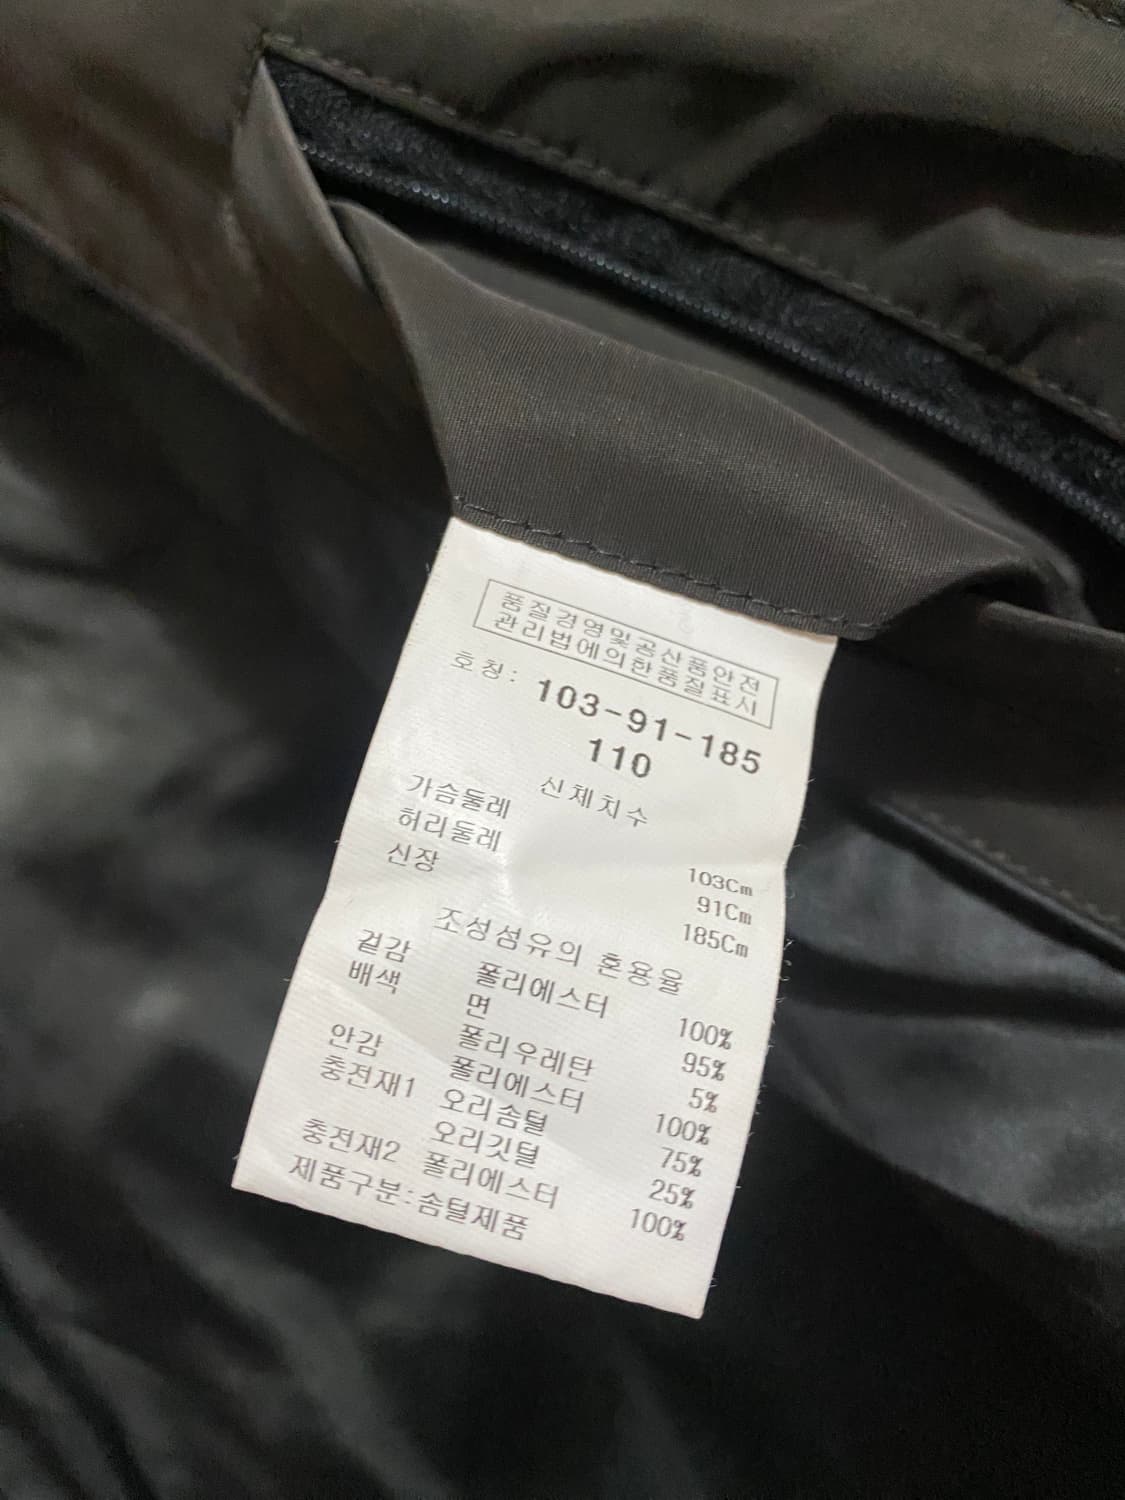 품질경영및공산품안전
관리법에의한품질표시
호칭: 103-91-185
110
신체치수
가슴둘레 103Cm
허리둘레 91Cm
신장 185Cm
조성섬유의 혼용율
겉감 폴리에스터 100%
배색 면 95%
폴리우레탄 5%
안감 폴리에스터 100%
충전재1 오리솜털 75%
오리깃털 25%
충전재2 폴리에스터 100%
제품구분:솜털제품